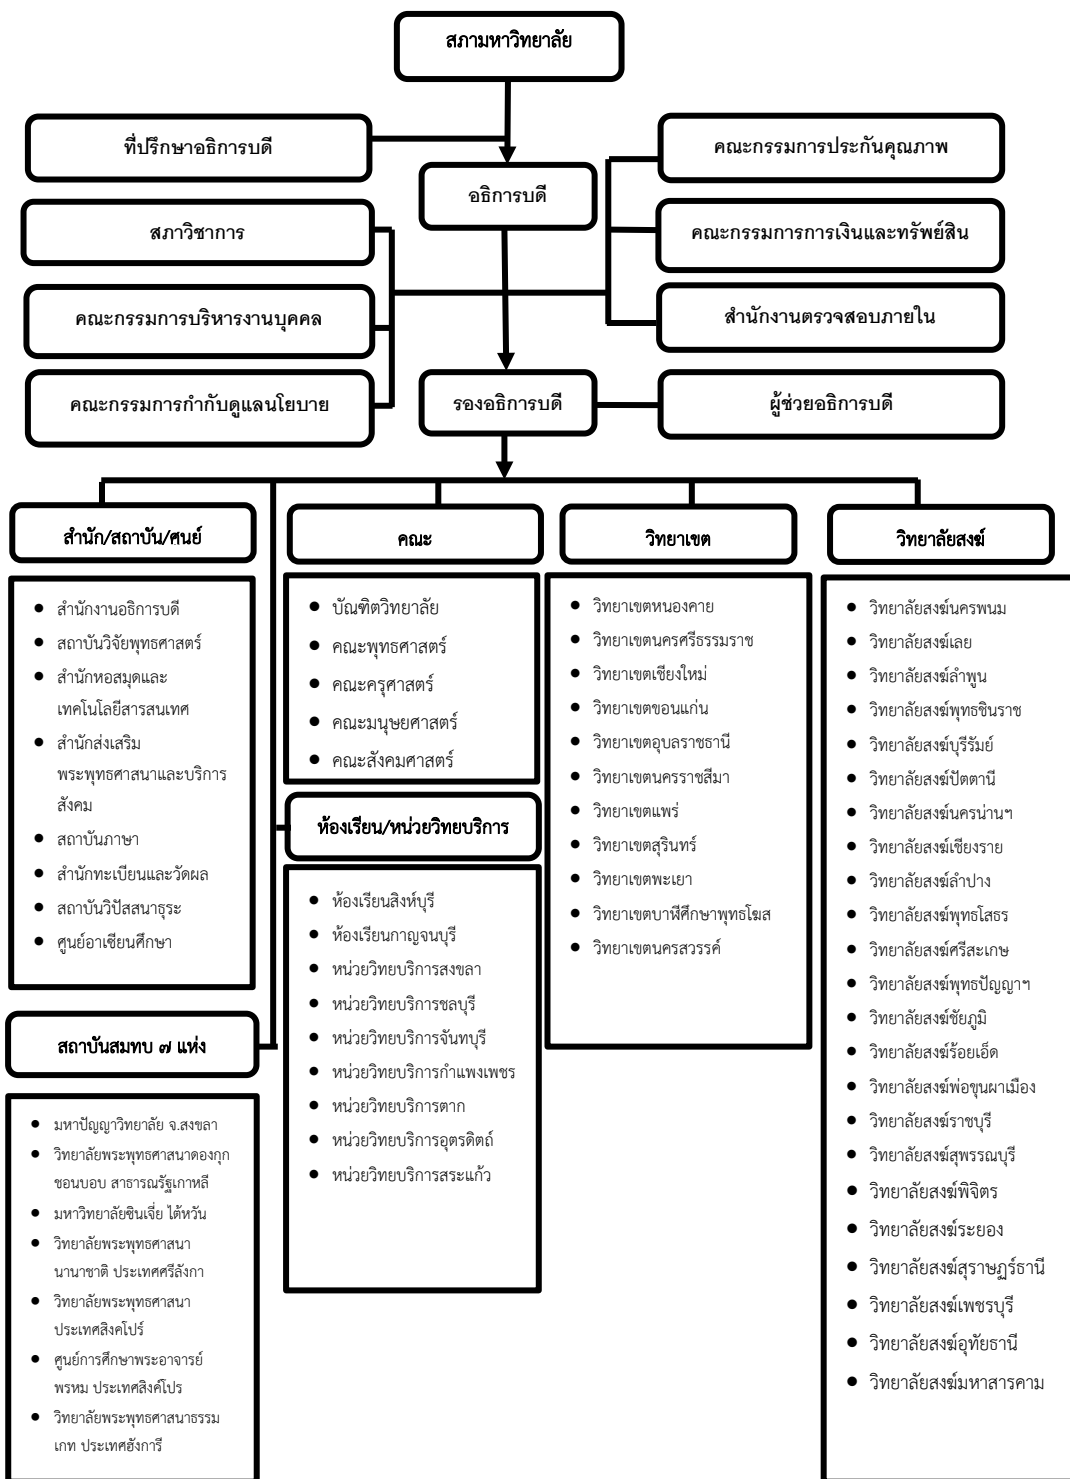 สภามหาวิทยาลัย
ที่ปรึกษาอธิการบดี
คณะกรรมการประกันคุณภาพ
อธิการบดี
สภาวิชาการ
คณะกรรมการการเงินและทรัพย์สิน
คณะกรรมการบริหารงานบุคคล
สำนักงานตรวจสอบภายใน
คณะกรรมการกำกับดูแลนโยบาย
รองอธิการบดี
ผู้ช่วยอธิการบดี
สำนัก/สถาบัน/ศูนย์
• สำนักงานอธิการบดี
• สถาบันวิจัยพุทธศาสตร์
• สำนักหอสมุดและ
เทคโนโลยีสารสนเทศ
• สำนักส่งเสริม
พระพุทธศาสนาและบริการ
สังคม
• สถาบันภาษา
• สำนักทะเบียนและวัดผล
• สถาบันวิปัสสนาธุระ
• ศูนย์อาเซียนศึกษา
สถาบันสมทบ ๗ แห่ง
• มหาปัญญาวิทยาลัย จ.สงขลา
• วิทยาลัยพระพุทธศาสนาดองกุก
ชอนบอบ สาธารณรัฐเกาหลี
• มหาวิทยาลัยซินเจี่ย ไต้หวัน
• วิทยาลัยพระพุทธศาสนา
นานาชาติ ประเทศศรีลังกา
• วิทยาลัยพระพุทธศาสนา
ประเทศสิงคโปร์
• ศูนย์การศึกษาพระอาจารย์
พรหม ประเทศสิงค์โปร
• วิทยาลัยพระพุทธศาสนาธรรม
เกท ประเทศฮังการี
คณะ
• บัณฑิตวิทยาลัย
• คณะพุทธศาสตร์
• คณะครุศาสตร์
• คณะมนุษยศาสตร์
• คณะสังคมศาสตร์
ห้องเรียน/หน่วยวิทยบริการ
• ห้องเรียนสิงห์บุรี
• ห้องเรียนกาญจนบุรี
• หน่วยวิทยบริการสงขลา
• หน่วยวิทยบริการชลบุรี
• หน่วยวิทยบริการจันทบุรี
• หน่วยวิทยบริการกำแพงเพชร
• หน่วยวิทยบริการตาก
• หน่วยวิทยบริการอุตรดิตถ์
• หน่วยวิทยบริการสระแก้ว
วิทยาเขต
• วิทยาเขตหนองคาย
• วิทยาเขตนครศรีธรรมราช
• วิทยาเขตเชียงใหม่
• วิทยาเขตขอนแก่น
• วิทยาเขตอุบลราชธานี
• วิทยาเขตนครราชสีมา
• วิทยาเขตแพร่
• วิทยาเขตสุรินทร์
• วิทยาเขตพะเยา
• วิทยาเขตบาฬีศึกษาพุทธโฆส
• วิทยาเขตนครสวรรค์
วิทยาลัยสงฆ์
• วิทยาลัยสงฆ์นครพนม
• วิทยาลัยสงฆ์เลย
• วิทยาลัยสงฆ์ลำพูน
• วิทยาลัยสงฆ์พุทธชินราช
• วิทยาลัยสงฆ์บุรีรัมย์
• วิทยาลัยสงฆ์ปัตตานี
• วิทยาลัยสงฆ์นครน่านฯ
• วิทยาลัยสงฆ์เชียงราย
• วิทยาลัยสงฆ์ลำปาง
• วิทยาลัยสงฆ์พุทธโสธร
• วิทยาลัยสงฆ์ศรีสะเกษ
• วิทยาลัยสงฆ์พุทธปัญญาฯ
• วิทยาลัยสงฆ์ชัยภูมิ
• วิทยาลัยสงฆ์ร้อยเอ็ด
• วิทยาลัยสงฆ์พ่อขุนผาเมือง
• วิทยาลัยสงฆ์ราชบุรี
• วิทยาลัยสงฆ์สุพรรณบุรี
• วิทยาลัยสงฆ์พิจิตร
• วิทยาลัยสงฆ์ระยอง
• วิทยาลัยสงฆ์สุราษฏร์ธานี
• วิทยาลัยสงฆ์เพชรบุรี
• วิทยาลัยสงฆ์อุทัยธานี
• วิทยาลัยสงฆ์มหาสารคาม